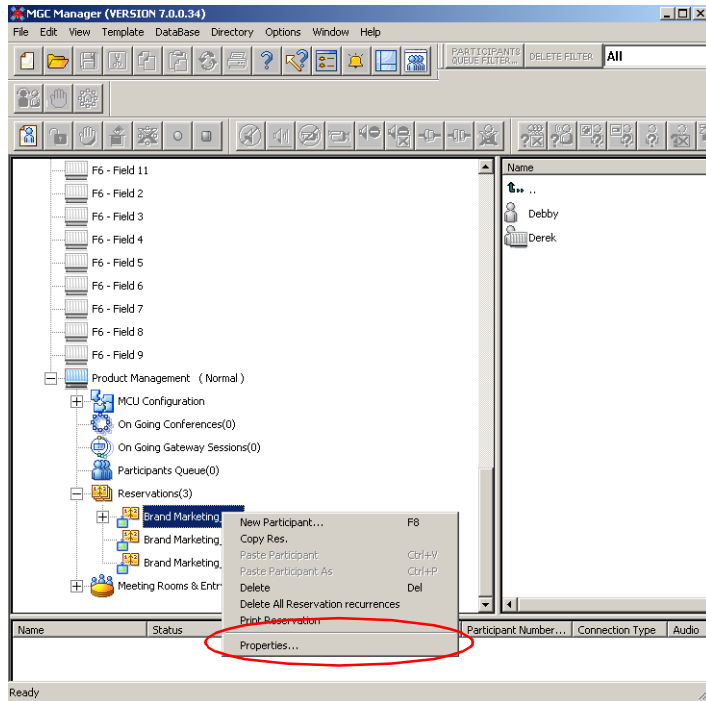 MGC Manager (VERSION 7.0.0.34)
File Edit View Template DataBase Directory Options Window Help
PARTICIPANTS QUEUE FILTER... DELETE FILTER All
F6 - Field 11
F6 - Field 2
F6 - Field 3
F6 - Field 4
F6 - Field 5
F6 - Field 6
F6 - Field 7
F6 - Field 8
F6 - Field 9
Product Management ( Normal )
MCU Configuration
On Going Conferences(0)
On Going Gateway Sessions(0)
Participants Queue(0)
Reservations(3)
Brand Marketing_
Brand Marketing_
Brand Marketing_
Meeting Rooms & Entr
New Participant... F8
Copy Res.
Paste Participant Ctrl+V
Paste Participant As Ctrl+P
Delete Del
Delete All Reservation recurrences
Print Reservation
Properties...
Name
..
Debby
Derek
Name Status Participant Number... Connection Type Audio
Ready